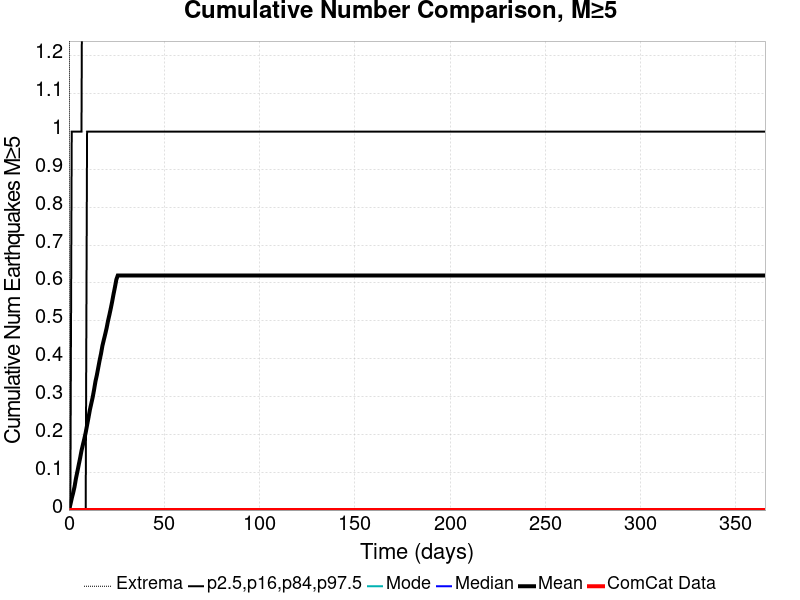 Cumulative Number Comparison, M≥5
Cumulative Num Earthquakes M≥5
1.2
1.1
1
0.9
0.8
0.7
0.6
0.5
0.4
0.3
0.2
0.1
0
0 50 100 150 200 250 300 350
Time (days)
Extrema p2.5,p16,p84,p97.5 Mode Median Mean ComCat Data